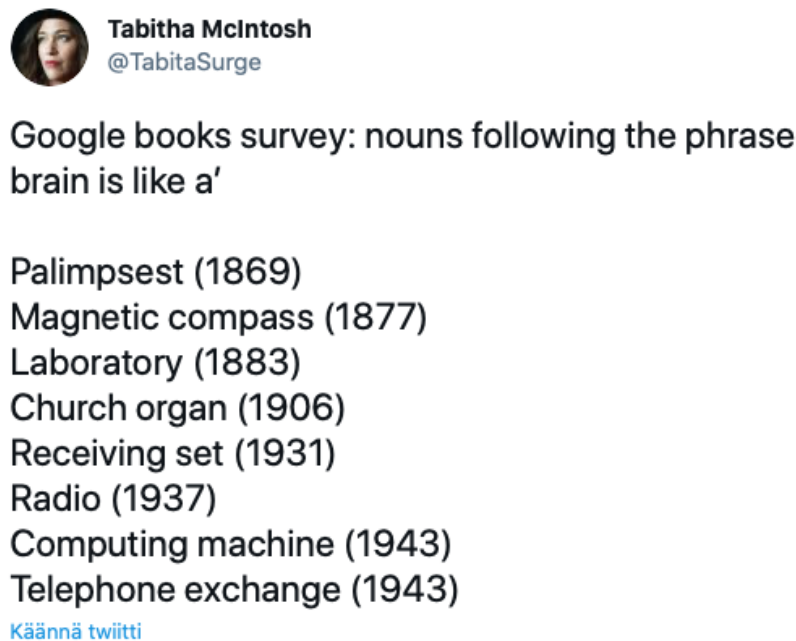 Tabitha McIntosh
@TabitaSurge
Google books survey: nouns following the phrase
brain is like a’
Palimpsest (1869)
Magnetic compass (1877)
Laboratory (1883)
Church organ (1906)
Receiving set (1931)
Radio (1937)
Computing machine (1943)
Telephone exchange (1943)
Käännä twiitti